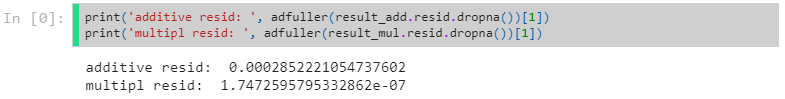 In [0]: print('additive resid: ', adfuller(result_add.resid.dropna())[1])
print('multipl resid: ', adfuller(result_mul.resid.dropna())[1])
additive resid:  0.0002852221054737602
multipl resid:  1.7472595795332862e-07